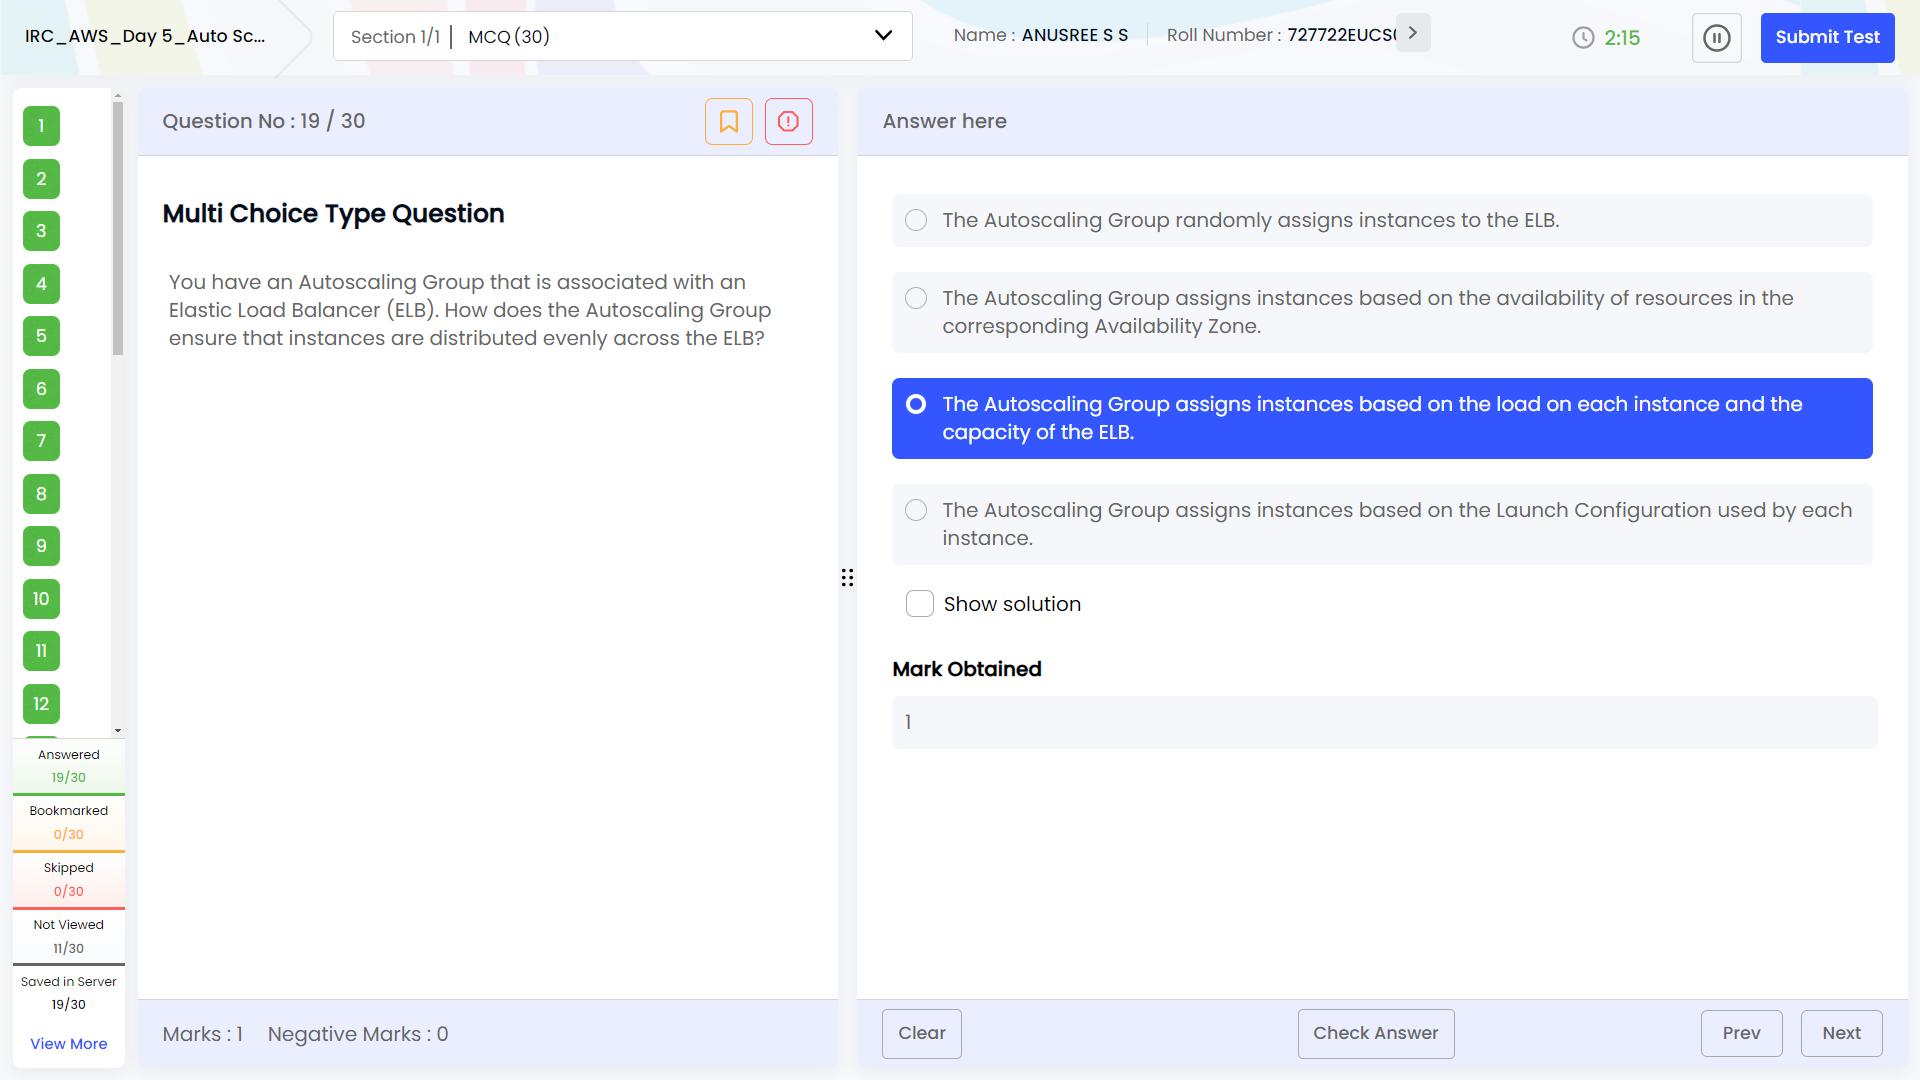 IRC_AWS_Day 5_Auto Sc...
Section 1/1 | MCQ (30)
Name : ANUSREE S S
Roll Number : 727722EUCS
2:15
Submit Test
1
2
3
4
5
6
7
8
9
10
11
12
Answered
19/30
Bookmarked
0/30
Skipped
0/30
Not Viewed
11/30
Saved in Server
19/30
View More
Question No : 19 / 30
Multi Choice Type Question
You have an Autoscaling Group that is associated with an
Elastic Load Balancer (ELB). How does the Autoscaling Group
ensure that instances are distributed evenly across the ELB?
Marks : 1 Negative Marks : 0
Answer here
The Autoscaling Group randomly assigns instances to the ELB.
The Autoscaling Group assigns instances based on the availability of resources in the
corresponding Availability Zone.
The Autoscaling Group assigns instances based on the load on each instance and the
capacity of the ELB.
The Autoscaling Group assigns instances based on the Launch Configuration used by each
instance.
Show solution
Mark Obtained
1
Clear
Check Answer
Prev
Next